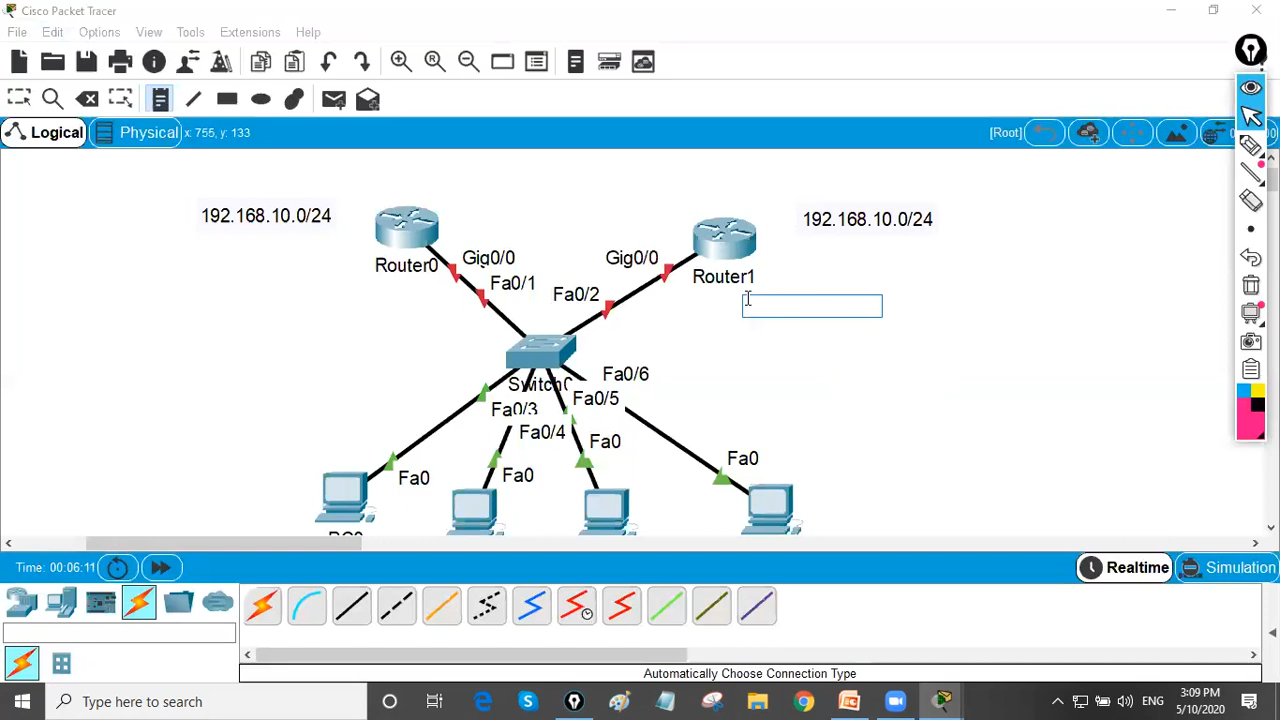 Cisco Packet Tracer
File Edit Options View Tools Extensions Help
Logical Physical x: 755, y: 133 [Root]
192.168.10.0/24
192.168.10.0/24
Router0
Gig0/0
Fa0/1
Gig0/0
Fa0/2
Router1
Switch0
Fa0/6
Fa0/5
Fa0/3
Fa0/4
Fa0
Fa0
Fa0
Fa0
PC0
Time: 00:06:11 Realtime Simulation
Automatically Choose Connection Type
Type here to search
ENG
3:09 PM
5/10/2020